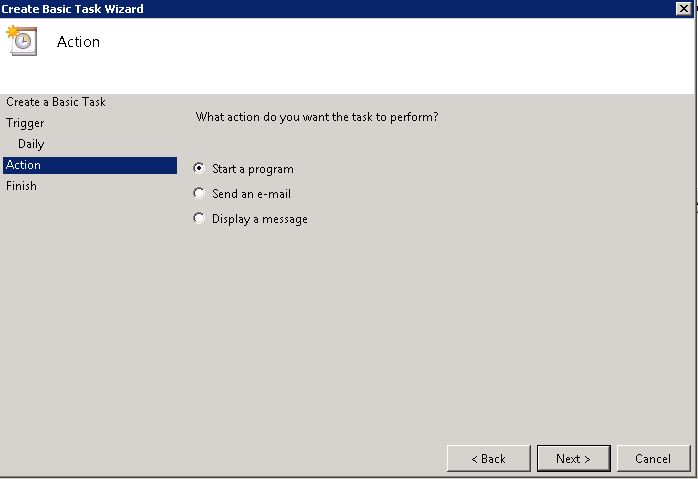 Create Basic Task Wizard
Action
Create a Basic Task
Trigger
Daily
Action
Finish
What action do you want the task to perform?
Start a program
Send an e-mail
Display a message
< Back
Next >
Cancel